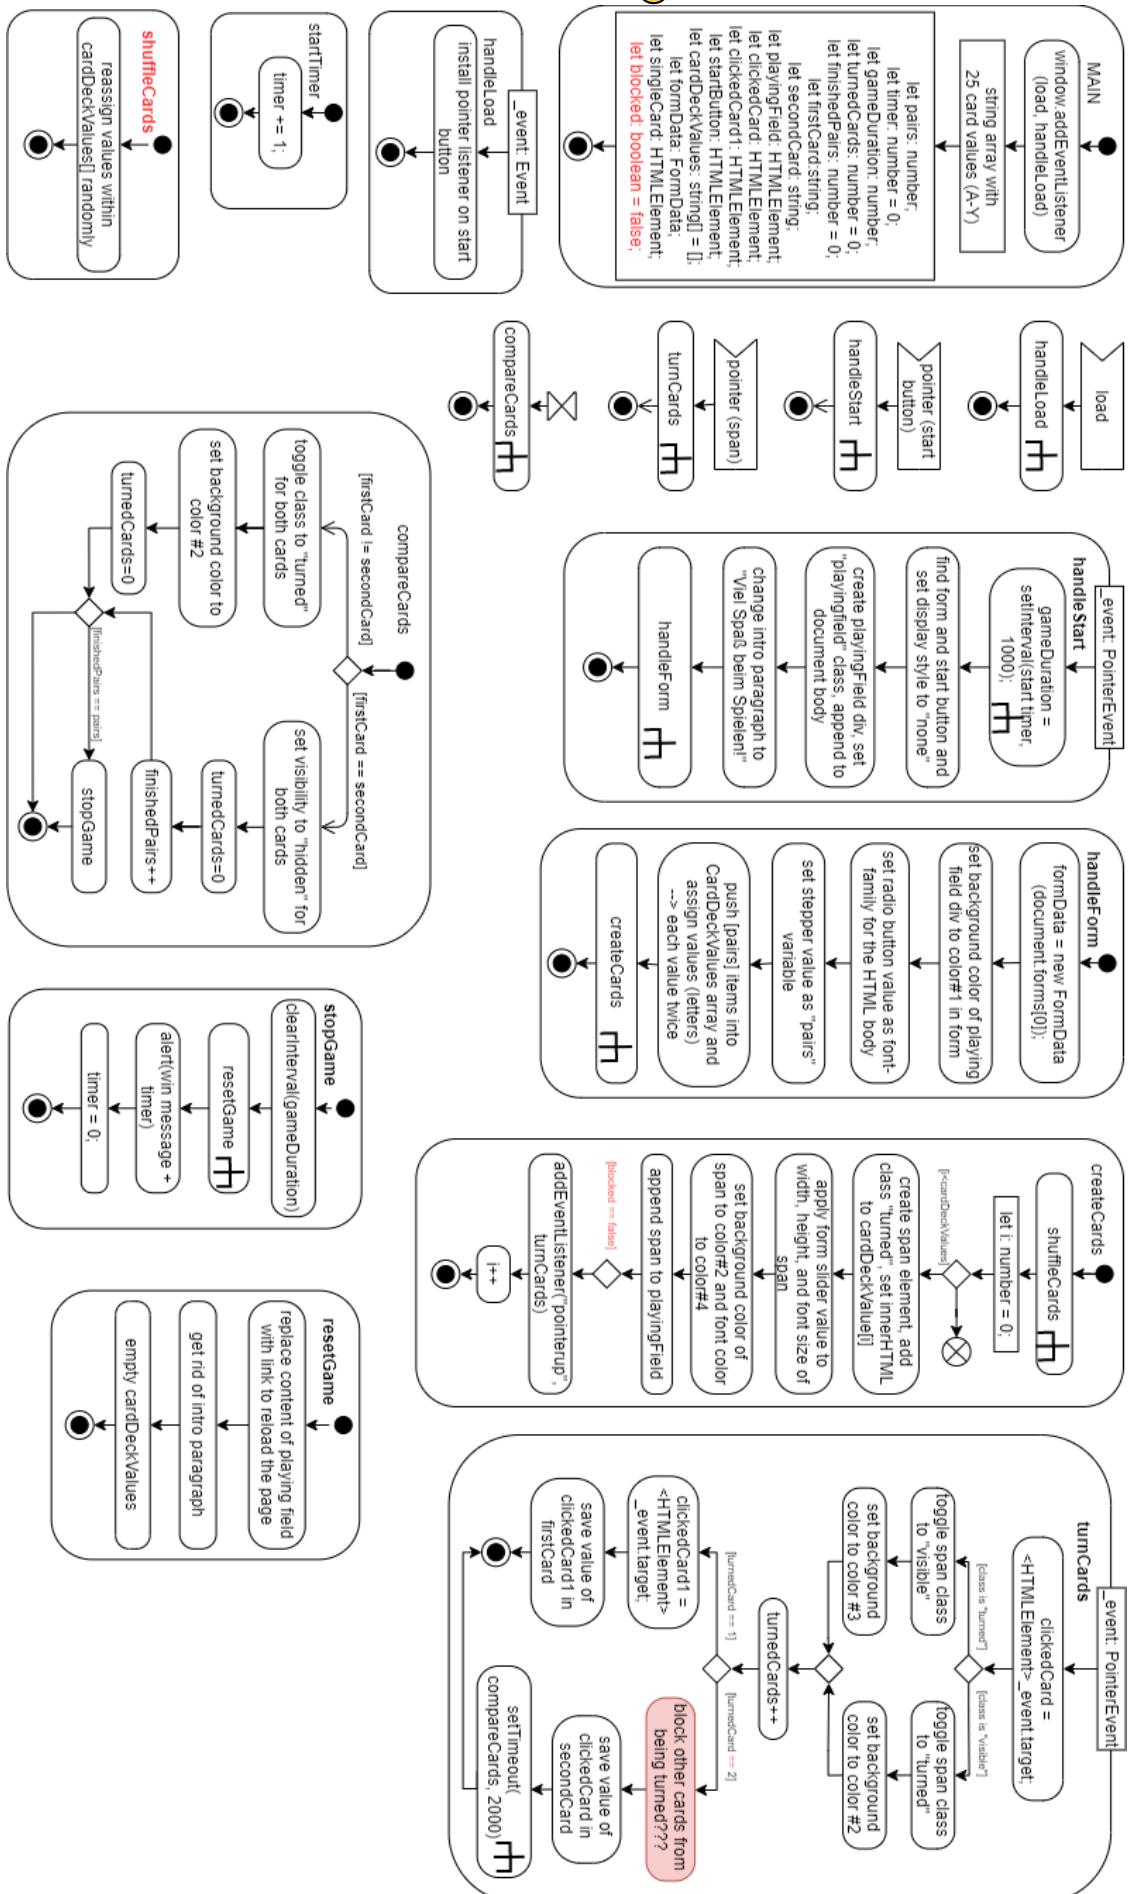 MAIN
window.addEventListener
(load, handleLoad)
string array with
25 card values (A-Y)
let pairs: number;
let timer: number = 0;
let gameDuration: number;
let turnedCards: number = 0;
let finishedPairs: number = 0;
let firstCard:string;
let secondCard: string;
let playingField: HTMLElement;
let clickedCard: HTMLElement;
let clickedCard1: HTMLElement;
let startButton: HTMLElement;
let cardDeckValues: string[] = [];
let formData: FormData;
let singleCard: HTMLElement;
let blocked: boolean = false;
_event: Event
handleLoad
install pointer listener on start
button
startTimer
timer += 1;
shuffleCards
reassign values within
cardDeckValues[] randomly
load
handleLoad
pointer (start
button)
handleStart
pointer (span)
turnCards
compareCards
_event: PointerEvent
handleStart
gameDuration =
setInterval(start timer,
1000);
find form and start button and
set display style to "none"
create playingField div, set
"playingfield" class, append to
document body
change intro paragraph to
"Viel Spaß beim Spielen!"
handleForm
compareCards
[firstCard != secondCard]
[firstCard == secondCard]
toggle class to "turned"
for both cards
set background color to
color #2
turnedCards=0
set visibility to "hidden" for
both cards
turnedCards=0
finishedPairs++
[finishedPairs == pairs]
stopGame
handleForm
formData = new FormData
(document.forms[0]);
set background color of playing
field div to color#1 in form
set radio button value as font-
family for the HTML body
set stepper value as "pairs"
variable
push [pairs] items into
CardDeckValues array and
assign values (letters)
--> each value twice
createCards
stopGame
clearInterval(gameDuration)
resetGame
alert(win message +
timer)
timer = 0;
createCards
shuffleCards
let i: number = 0;
[i<cardDeckValues]
create span element, add
class "turned", set innerHTML
to cardDeckValue[i]
apply form slider value to
width, height, and font size of
span
set background color of
span to color#2 and font color
to color#4
append span to playingField
[blocked == false]
addEventListener("pointerup",
turnCards)
i++
resetGame
replace content of playing field
with link to reload the page
get rid of intro paragraph
empty cardDeckValues
_event: PointerEvent
turnCards
clickedCard =
<HTMLElement> _event.target;
[class is "turned"]
[class is "visible"]
toggle span class
to "visible"
set background
color to color #3
toggle span class
to "turned"
set background
color to color #2
turnedCards++
[turnedCard == 1]
[turnedCard == 2]
clickedCard1 =
<HTMLElement>
_event.target;
save value of
clickedCard1 in
firstCard
block other cards from
being turned???
save value of
clickedCard in
secondCard
setTimeout(
compareCards, 2000)